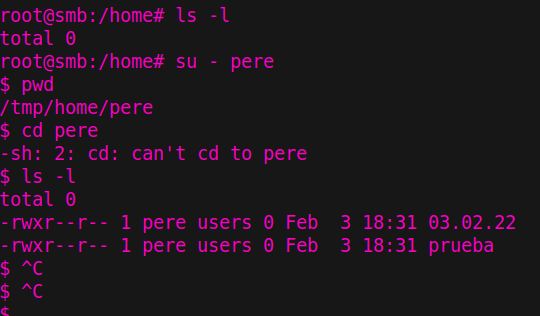 root@smb:/home# ls -l
total 0
root@smb:/home# su - pere
$ pwd
/tmp/home/pere
$ cd pere
-sh: 2: cd: can't cd to pere
$ ls -l
total 0
-rwxr--r-- 1 pere users 0 Feb  3 18:31 03.02.22
-rwxr--r-- 1 pere users 0 Feb  3 18:31 prueba
$ ^C
$ ^C
$